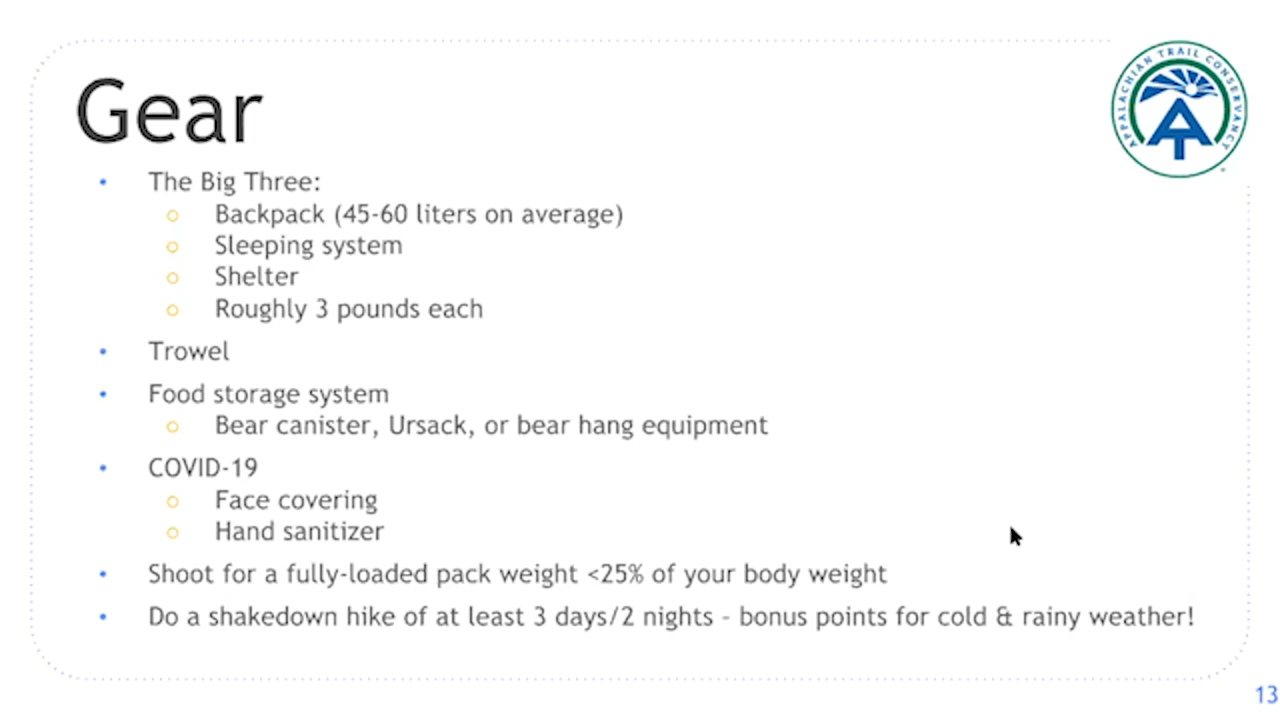 Gear
APPALACHIAN TRAIL CONSERVANCY
AT
• The Big Three:
○ Backpack (45-60 liters on average)
○ Sleeping system
○ Shelter
○ Roughly 3 pounds each
• Trowel
• Food storage system
○ Bear canister, Ursack, or bear hang equipment
• COVID-19
○ Face covering
○ Hand sanitizer
• Shoot for a fully-loaded pack weight <25% of your body weight
• Do a shakedown hike of at least 3 days/2 nights - bonus points for cold & rainy weather!
13